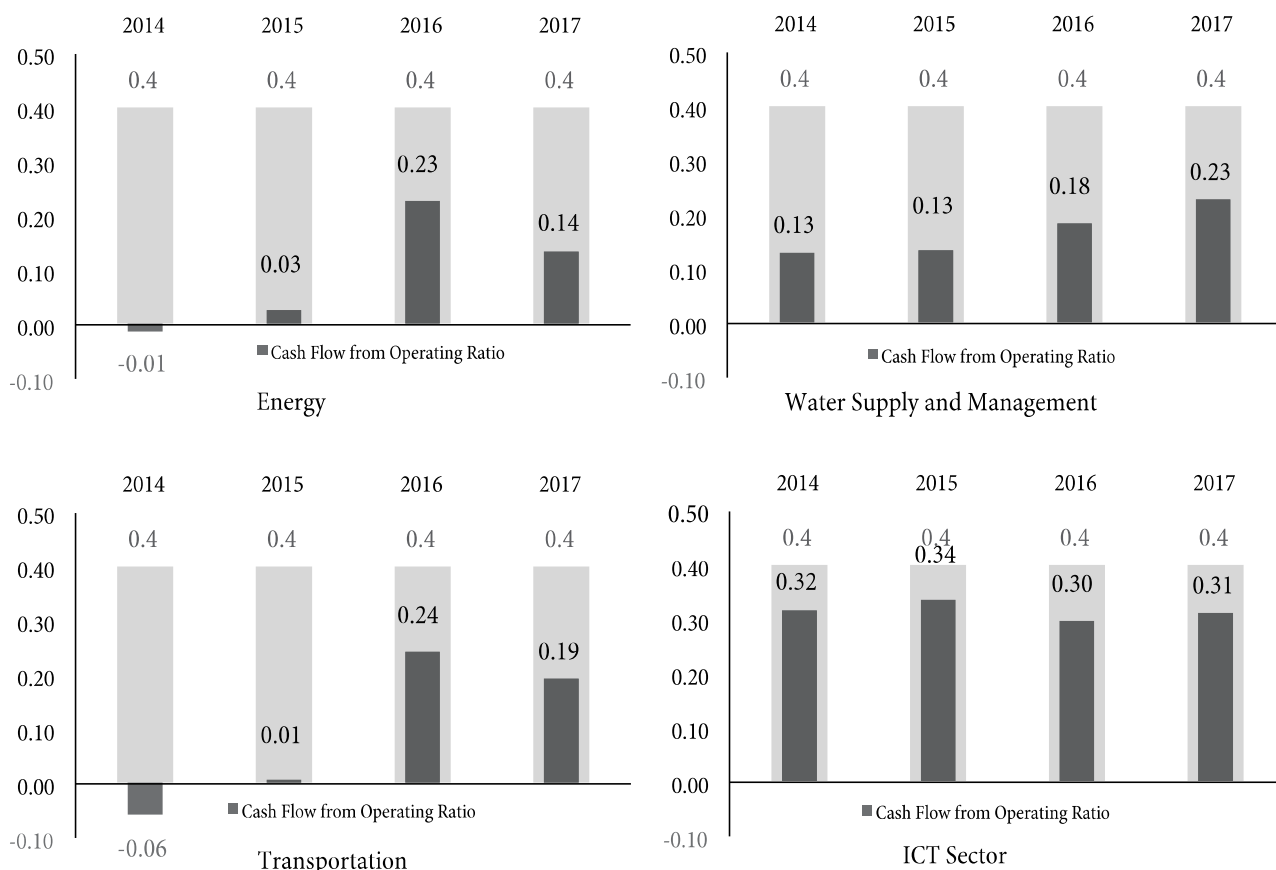 2014 2015 2016 2017
0.50
0.4 0.4 0.4 0.4
0.40
0.30
0.23
0.20
0.14
0.10
0.03
0.00
-0.01
-0.10
Cash Flow from Operating Ratio
Energy
2014 2015 2016 2017
0.50
0.4 0.4 0.4 0.4
0.40
0.30
0.23
0.18
0.20
0.13 0.13
0.10
0.00
-0.10
Cash Flow from Operating Ratio
Water Supply and Management
2014 2015 2016 2017
0.50
0.4 0.4 0.4 0.4
0.40
0.30
0.24
0.20
0.19
0.10
0.01
0.00
-0.10
-0.06
Cash Flow from Operating Ratio
Transportation
2014 2015 2016 2017
0.50
0.4 0.4 0.4 0.4
0.40
0.32 0.34 0.30 0.31
0.30
0.20
0.10
0.00
-0.10
Cash Flow from Operating Ratio
ICT Sector